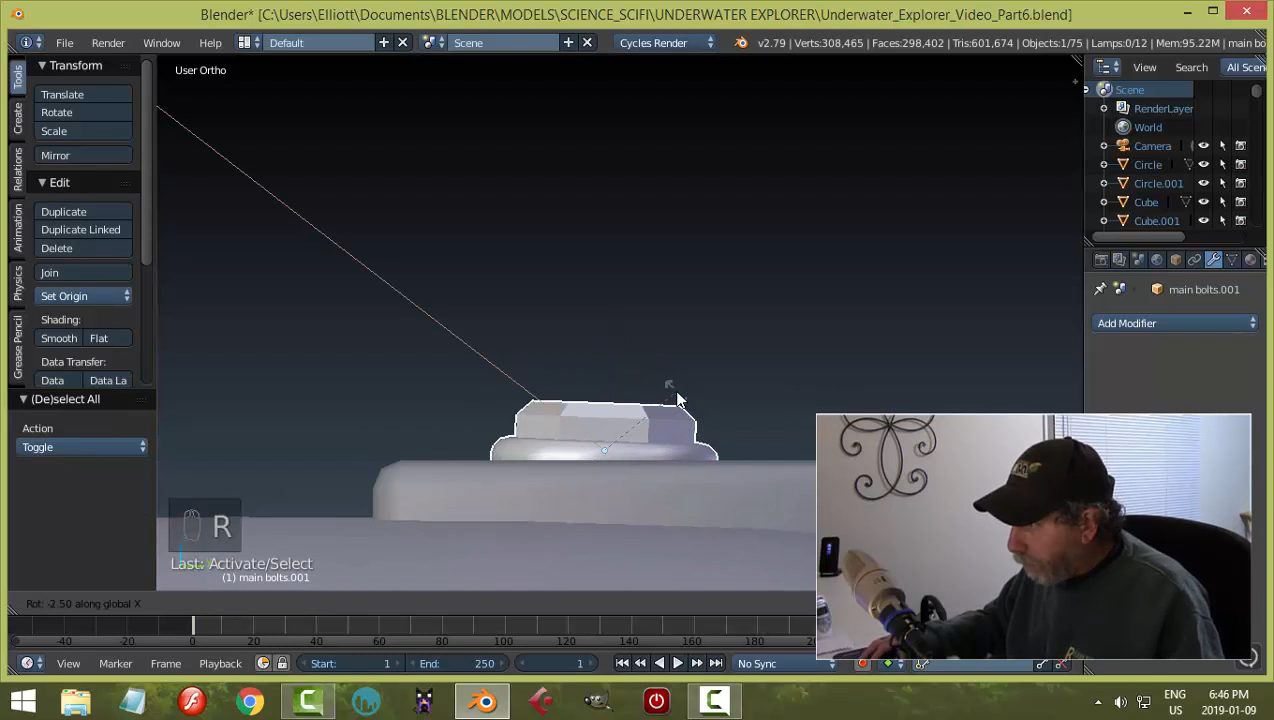 Blender* [C:\Users\Elliott\Documents\BLENDER\MODELS\SCIENCE_SCIFI\UNDERWATER EXPLORER\Underwater_Explorer_Video_Part6.blend]
File Render Window Help Default Scene Cycles Render v2.79 | Verts:308,465 | Faces:298,402 | Tris:601,674 | Objects:1/75 | Lamps:0/12 | Mem:95.22M | main bo
Tools
Create
Relations
Animation
Physics
Grease Pencil
Transform
Translate
Rotate
Scale
Mirror
Edit
Duplicate
Duplicate Linked
Delete
Join
Set Origin
Shading:
Smooth Flat
Data Transfer:
Data Data La
(De)select All
Action
Toggle
User Ortho
R
Last: Activate/Select
(1) main bolts.001
Rot: -2.50 along global X
View Search All Scen
Scene
RenderLayer
World
Camera
Circle
Circle.001
Cube
Cube.001
main bolts.001
Add Modifier
-40 -20 0 20 40 60 80 100 120 140 160 180 200
View Marker Frame Playback Start: 1 End: 250 1 No Sync
ENG
US
6:46 PM
2019-01-09